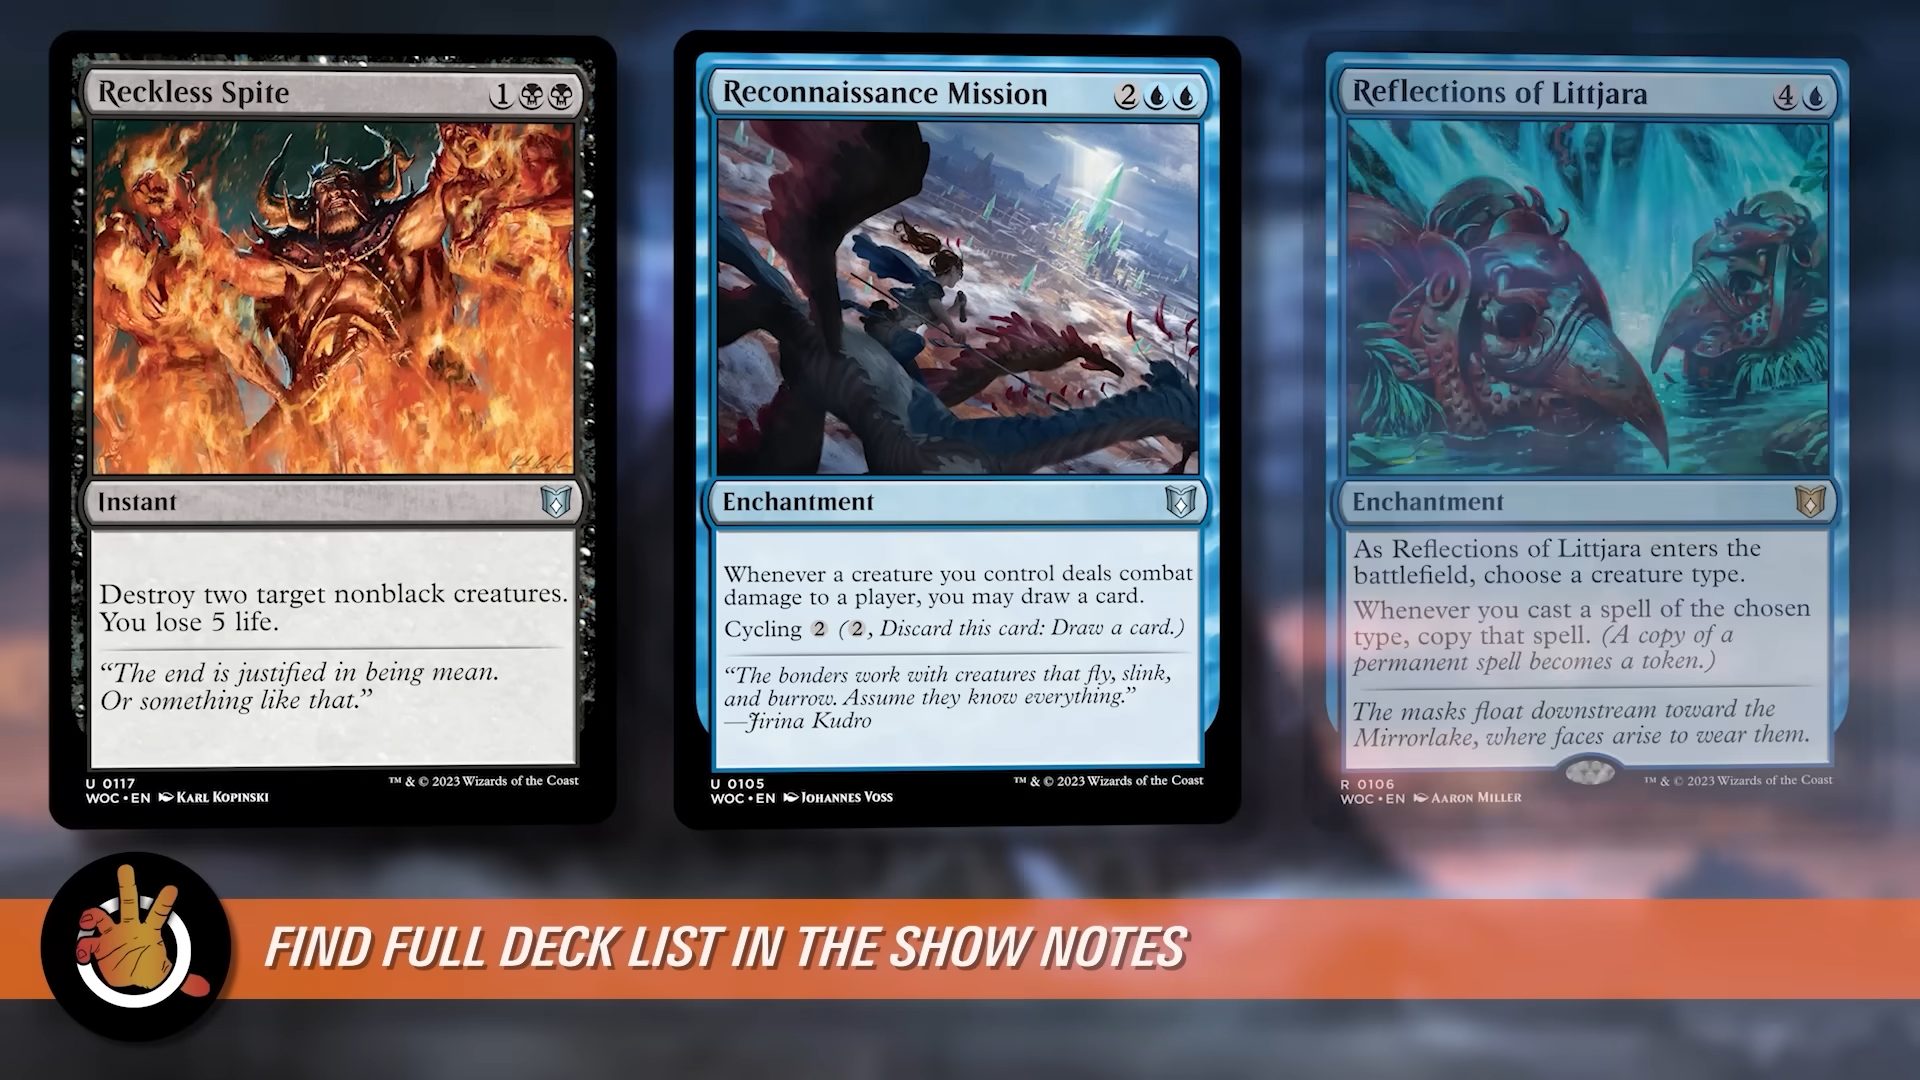 Reckless Spite 1
Instant
Destroy two target nonblack creatures.
You lose 5 life.
“The end is justified in being mean.
Or something like that.”
U 0117
WOC • EN KARL KOPINSKI
™ & © 2023 Wizards of the Coast
Reconnaissance Mission 2
Enchantment
Whenever a creature you control deals combat
damage to a player, you may draw a card.
Cycling 2 (2, Discard this card: Draw a card.)
“The bonders work with creatures that fly, slink,
and burrow. Assume they know everything.”
—Jirina Kudro
U 0105
WOC • EN JOHANNES VOSS
™ & © 2023 Wizards of the Coast
Reflections of Littjara 4
Enchantment
As Reflections of Littjara enters the
battlefield, choose a creature type.
Whenever you cast a spell of the chosen
type, copy that spell. (A copy of a
permanent spell becomes a token.)
The masks float downstream toward the
Mirrorlake, where faces arise to wear them.
R 0106
WOC • EN AARON MILLER
™ & © 2023 Wizards of the Coast
FIND FULL DECK LIST IN THE SHOW NOTES